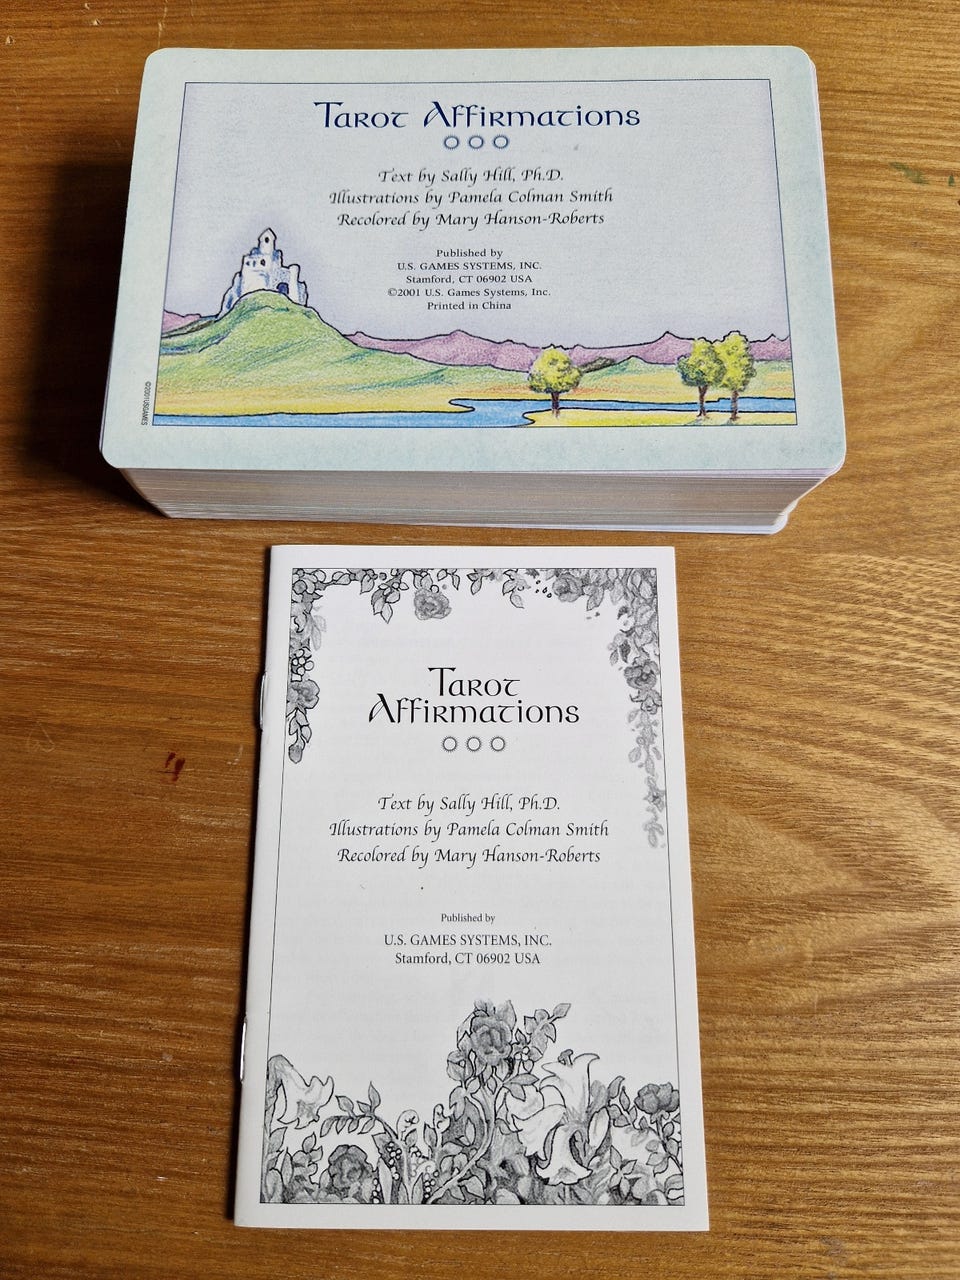 Tarot Affirmations
Text by Sally Hill, Ph.D.
Illustrations by Pamela Colman Smith
Recolored by Mary Hanson-Roberts
Published by
U.S. GAMES SYSTEMS, INC.
Stamford, CT 06902 USA
©2001 U.S. Games Systems, Inc.
Printed in China
©2001USGAMES
Tarot
Affirmations
Text by Sally Hill, Ph.D.
Illustrations by Pamela Colman Smith
Recolored by Mary Hanson-Roberts
Published by
U.S. GAMES SYSTEMS, INC.
Stamford, CT 06902 USA